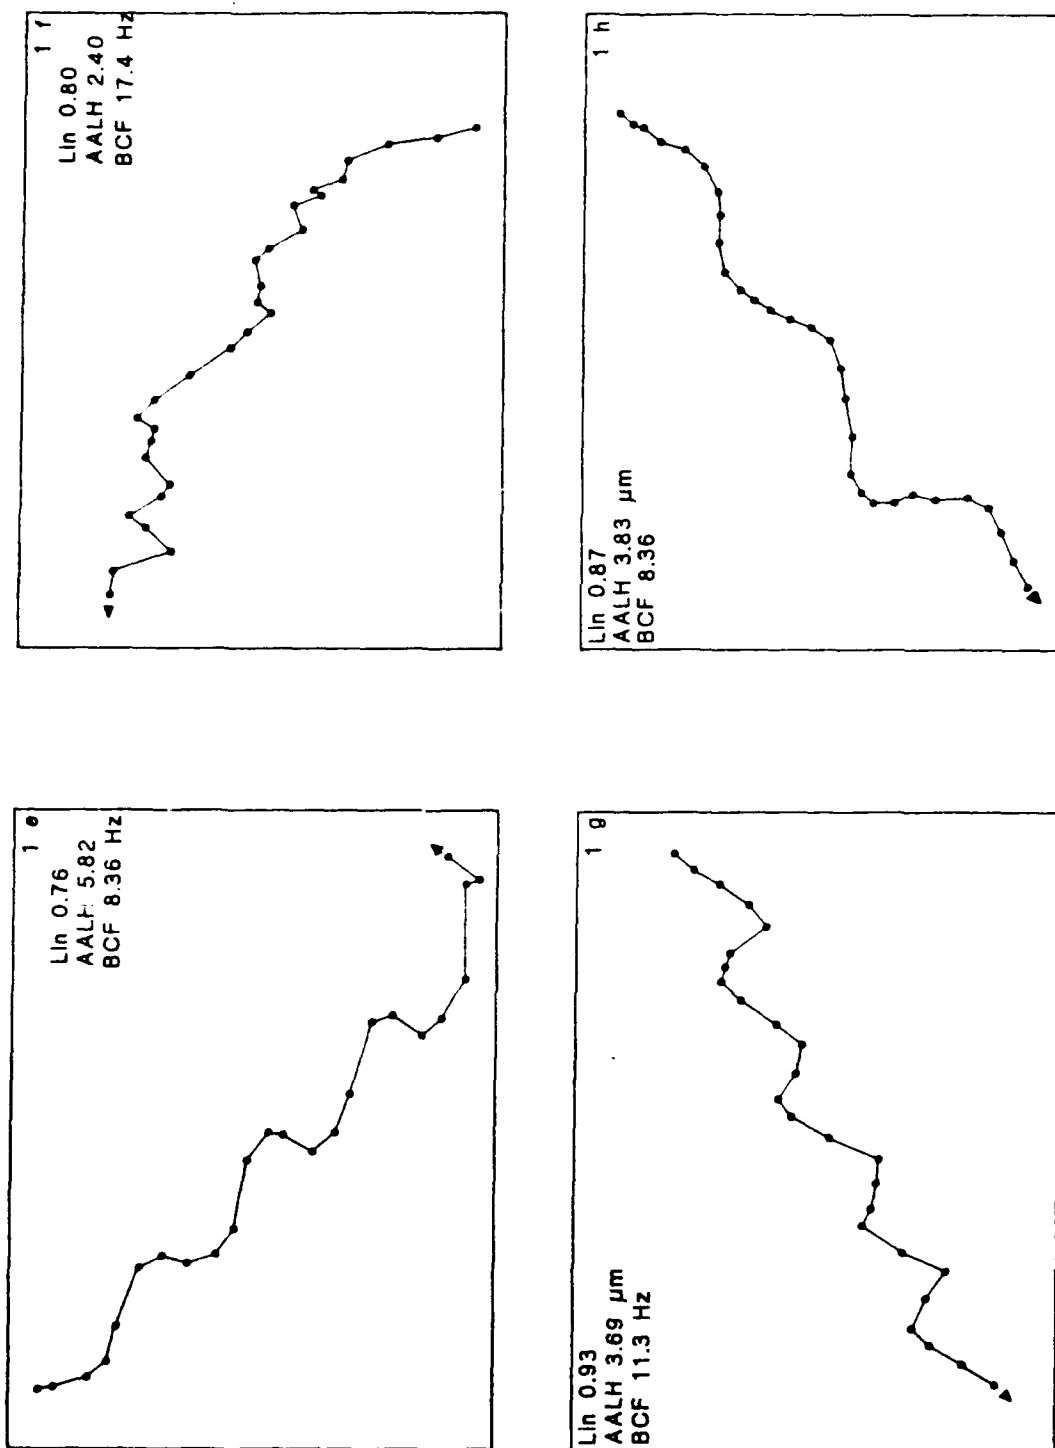 1 e
Lin 0.76
AALH 5.82
BCF 8.36 Hz
1 f
Lin 0.80
AALH 2.40
BCF 17.4 Hz
1 g
Lin 0.93
AALH 3.69 µm
BCF 11.3 Hz
1 h
Lin 0.87
AALH 3.83 µm
BCF 8.36